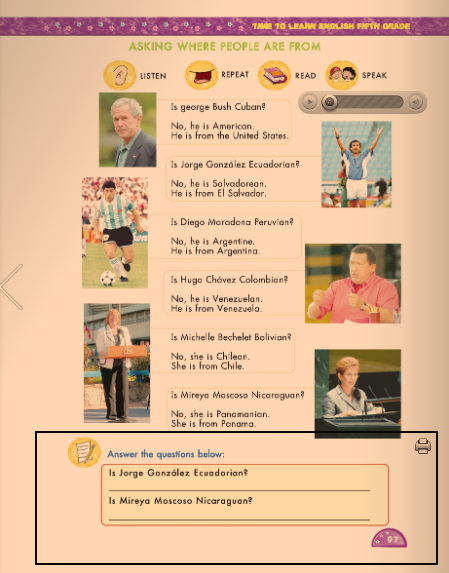 TIME TO LEARN ENGLISH FIFTH GRADE
ASKING WHERE PEOPLE ARE FROM
LISTEN REPEAT READ SPEAK
Is george Bush Cuban?
No, he is American.
He is from the United States.
Is Jorge González Ecuadorian?
No, he is Salvadorean.
He is from El Salvador.
Is Diego Maradona Peruvian?
No, he is Argentine.
He is from Argentina.
Is Hugo Chávez Colombian?
No, he is Venezuelan.
He is from Venezuela.
Is Michelle Bechelet Bolivian?
No, she is Chilean.
She is from Chile.
Is Mireya Moscoso Nicaraguan?
No, she is Panamanian.
She is from Panama.
Answer the questions below:
Is Jorge González Ecuadorian?
Is Mireya Moscoso Nicaraguan?
97